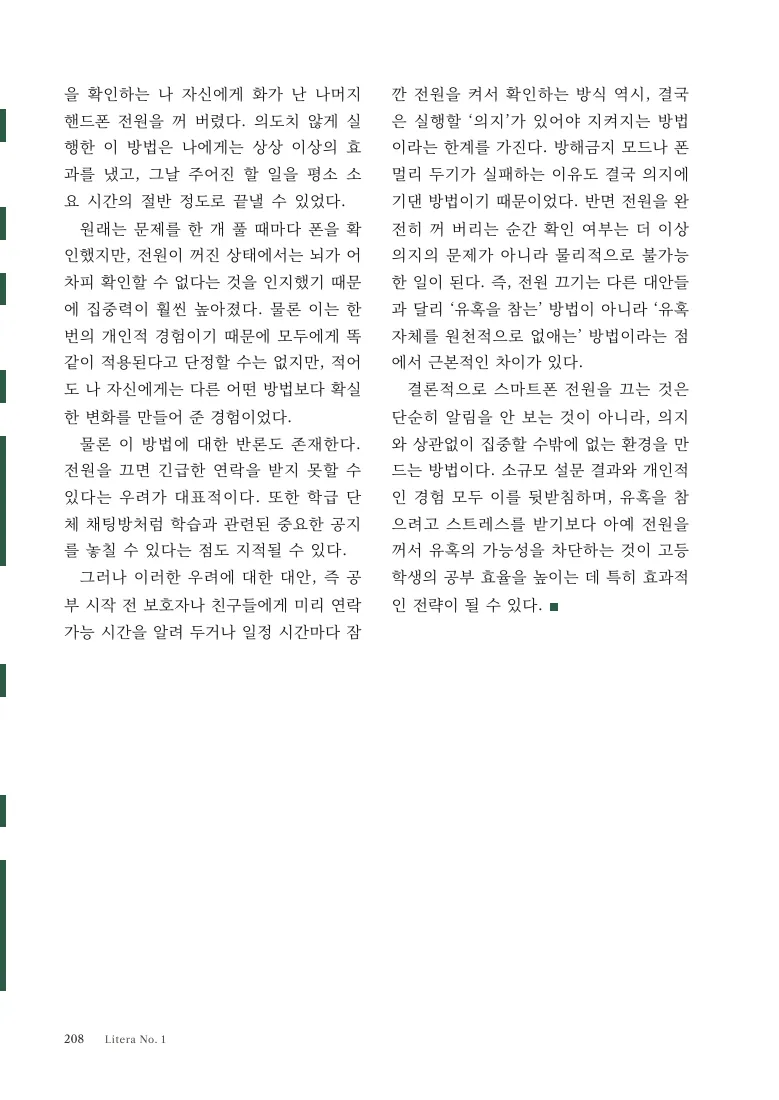 을 확인하는 나 자신에게 화가 난 나머지
핸드폰 전원을 꺼 버렸다. 의도치 않게 실
행한 이 방법은 나에게는 상상 이상의 효
과를 냈고, 그날 주어진 할 일을 평소 소
요 시간의 절반 정도로 끝낼 수 있었다.
원래는 문제를 한 개 풀 때마다 폰을 확
인했지만, 전원이 꺼진 상태에서는 뇌가 어
차피 확인할 수 없다는 것을 인지했기 때문
에 집중력이 훨씬 높아졌다. 물론 이는 한
번의 개인적 경험이기 때문에 모두에게 똑
같이 적용된다고 단정할 수는 없지만, 적어
도 나 자신에게는 다른 어떤 방법보다 확실
한 변화를 만들어 준 경험이었다.
물론 이 방법에 대한 반론도 존재한다.
전원을 끄면 긴급한 연락을 받지 못할 수
있다는 우려가 대표적이다. 또한 학급 단
체 채팅방처럼 학습과 관련된 중요한 공지
를 놓칠 수 있다는 점도 지적될 수 있다.
그러나 이러한 우려에 대한 대안, 즉 공
부 시작 전 보호자나 친구들에게 미리 연락
가능 시간을 알려 두거나 일정 시간마다 잠
깐 전원을 켜서 확인하는 방식 역시, 결국
은 실행할 ‘의지’가 있어야 지켜지는 방법
이라는 한계를 가진다. 방해금지 모드나 폰
멀리 두기가 실패하는 이유도 결국 의지에
기댄 방법이기 때문이었다. 반면 전원을 완
전히 꺼 버리는 순간 확인 여부는 더 이상
의지의 문제가 아니라 물리적으로 불가능
한 일이 된다. 즉, 전원 끄기는 다른 대안들
과 달리 ‘유혹을 참는’ 방법이 아니라 ‘유혹
자체를 원천적으로 없애는’ 방법이라는 점
에서 근본적인 차이가 있다.
결론적으로 스마트폰 전원을 끄는 것은
단순히 알림을 안 보는 것이 아니라, 의지
와 상관없이 집중할 수밖에 없는 환경을 만
드는 방법이다. 소규모 설문 결과와 개인적
인 경험 모두 이를 뒷받침하며, 유혹을 참
으려고 스트레스를 받기보다 아예 전원을
꺼서 유혹의 가능성을 차단하는 것이 고등
학생의 공부 효율을 높이는 데 특히 효과적
인 전략이 될 수 있다. ■
208 Litera No. 1